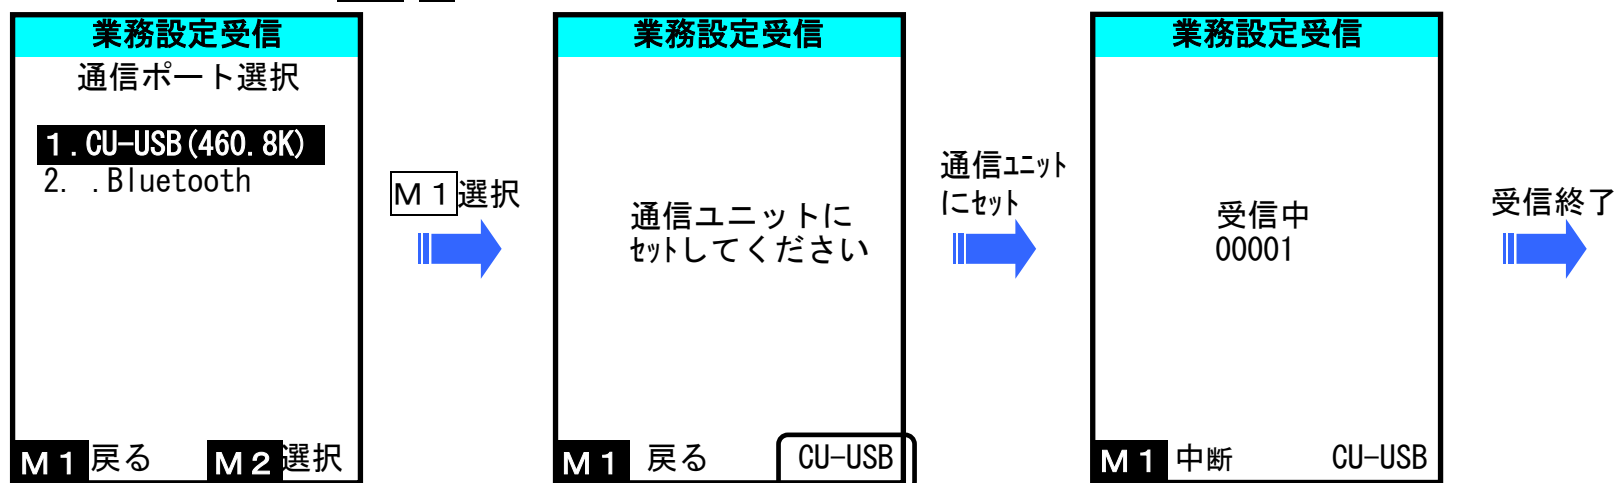 業務設定受信
通信ポート選択
１.CU-USB(460.8K)
2. .Bluetooth
Ｍ１戻る Ｍ２選択
Ｍ１選択
業務設定受信
通信ユニットに
ｾｯﾄしてください
Ｍ１ 戻る CU-USB
通信ﾕﾆｯﾄ
にｾｯﾄ
業務設定受信
受信中
00001
Ｍ１ 中断 CU-USB
受信終了